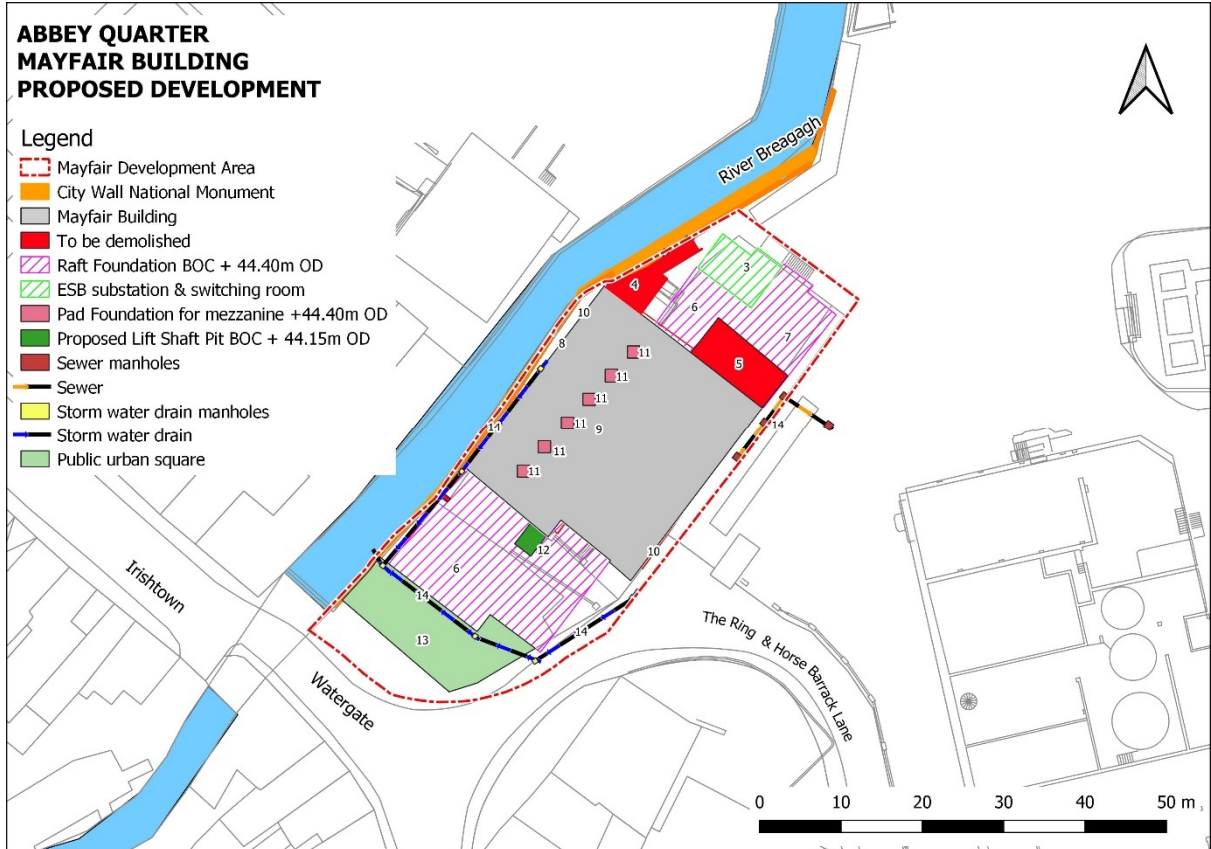 ABBEY QUARTER
MAYFAIR BUILDING
PROPOSED DEVELOPMENT
Legend
Mayfair Development Area
City Wall National Monument
Mayfair Building
To be demolished
Raft Foundation BOC + 44.40m OD
ESB substation & switching room
Pad Foundation for mezzanine +44.40m OD
Proposed Lift Shaft Pit BOC + 44.15m OD
Sewer manholes
Sewer
Storm water drain manholes
Storm water drain
Public urban square
River Breagagh
3
4
6
7
10
8
5
11
11
11
11
9
11
11
14
14
12
10
6
14
14
13
Irishtown
Watergate
The Ring & Horse Barrack Lane
0 10 20 30 40 50 m